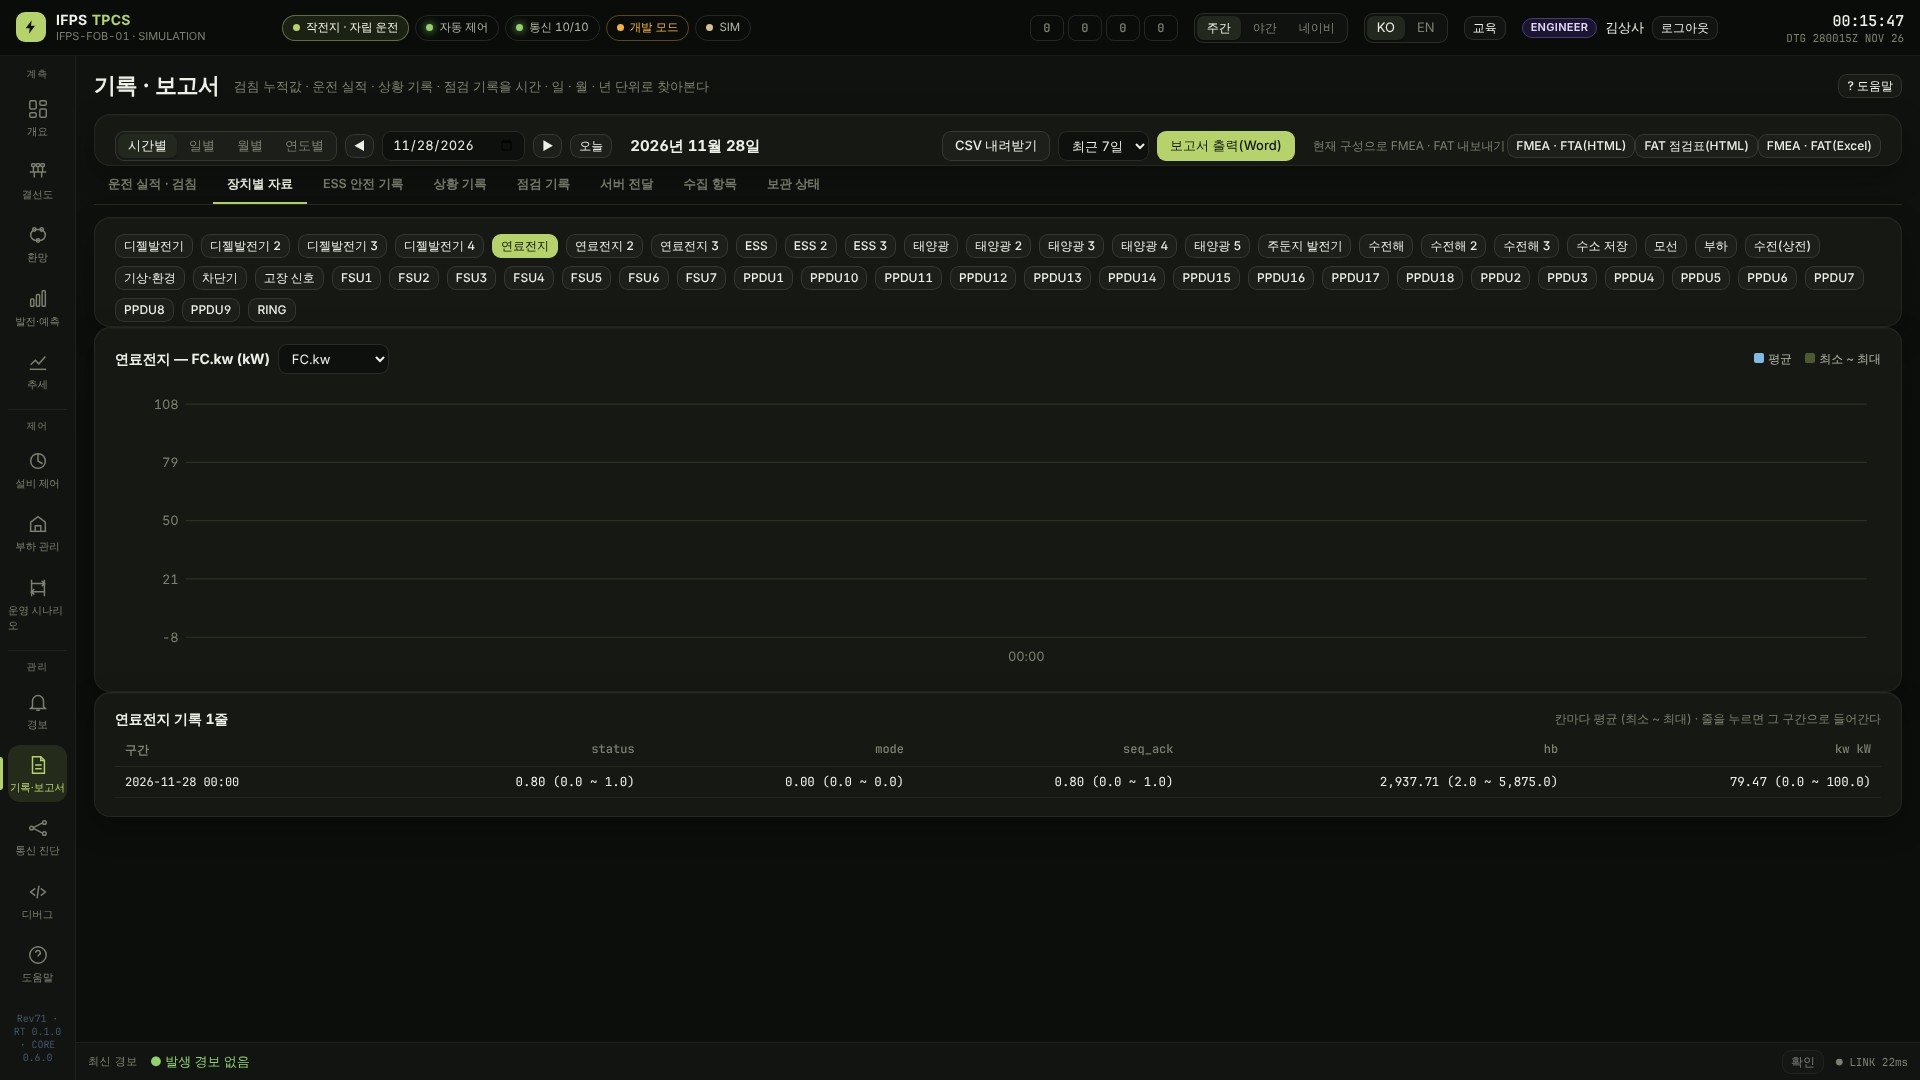 IFPS TPCS
IFPS-FOB-01 · SIMULATION
작전지 · 자립 운전
자동 제어
통신 10/10
개발 모드
SIM
0 0 0 0
주간 야간 네이비
KO EN
교육
ENGINEER 김상사 로그아웃
00:15:47
DTG 280015Z NOV 26
계측
개요
결선도
환망
발전·예측
추세
제어
설비 제어
부하 관리
운영 시나리
오
관리
경보
기록·보고서
통신 진단
디버그
도움말
Rev71 ·
RT 0.1.0
· CORE
0.6.0
기록 · 보고서 검침 누적값 · 운전 실적 · 상황 기록 · 점검 기록을 시간 · 일 · 월 · 년 단위로 찾아본다
? 도움말
시간별 일별 월별 연도별 ◀ 11/28/2026 ▶ 오늘 2026년 11월 28일
CSV 내려받기 최근 7일 보고서 출력(Word) 현재 구성으로 FMEA · FAT 내보내기 FMEA · FTA(HTML) FAT 점검표(HTML) FMEA · FAT(Excel)
운전 실적 · 검침 장치별 자료 ESS 안전 기록 상황 기록 점검 기록 서버 전달 수집 항목 보관 상태
디젤발전기 디젤발전기 2 디젤발전기 3 디젤발전기 4 연료전지 연료전지 2 연료전지 3 ESS ESS 2 ESS 3 태양광 태양광 2 태양광 3 태양광 4 태양광 5 주둔지 발전기 수전해 수전해 2 수전해 3 수소 저장 모선 부하 수전(상전)
기상·환경 차단기 고장 신호 FSU1 FSU2 FSU3 FSU4 FSU5 FSU6 FSU7 PPDU1 PPDU10 PPDU11 PPDU12 PPDU13 PPDU14 PPDU15 PPDU16 PPDU17 PPDU18 PPDU2 PPDU3 PPDU4 PPDU5 PPDU6 PPDU7
PPDU8 PPDU9 RING
연료전지 — FC.kw (kW) FC.kw
평균 최소 ~ 최대
108
79
50
21
-8
00:00
연료전지 기록 1줄
칸마다 평균 (최소 ~ 최대) · 줄을 누르면 그 구간으로 들어간다
구간 status mode seq_ack hb kw kW
2026-11-28 00:00 0.80 (0.0 ~ 1.0) 0.00 (0.0 ~ 0.0) 0.80 (0.0 ~ 1.0) 2,937.71 (2.0 ~ 5,875.0) 79.47 (0.0 ~ 100.0)
최신 경보 발생 경보 없음
확인 LINK 22ms